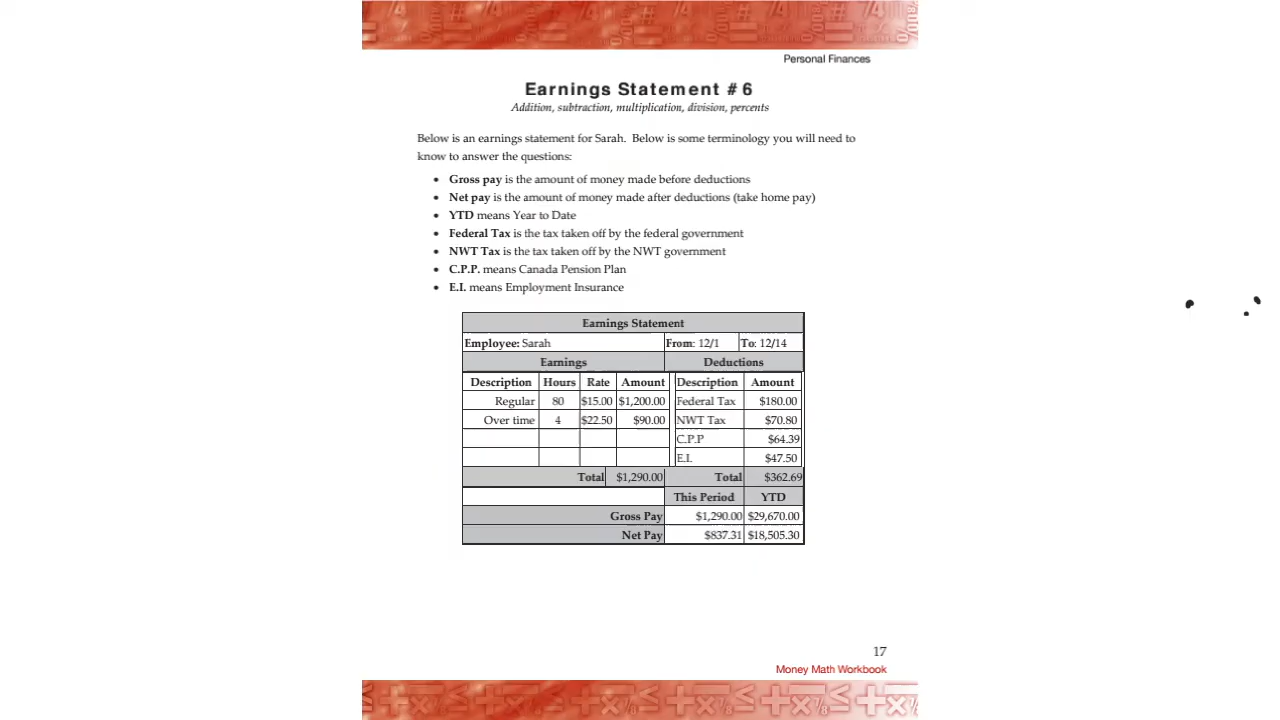 Personal Finances
Earnings Statement # 6
Addition, subtraction, multiplication, division, percents
Below is an earnings statement for Sarah. Below is some terminology you will need to
know to answer the questions:
• Gross pay is the amount of money made before deductions
• Net pay is the amount of money made after deductions (take home pay)
• YTD means Year to Date
• Federal Tax is the tax taken off by the federal government
• NWT Tax is the tax taken off by the NWT government
• C.P.P. means Canada Pension Plan
• E.I. means Employment Insurance
Earnings Statement
Employee: Sarah From: 12/1 To: 12/14
Earnings Deductions
Description Hours Rate Amount Description Amount
Regular 80 $15.00 $1,200.00 Federal Tax $180.00
Over time 4 $22.50 $90.00 NWT Tax $70.80
C.P.P $64.39
E.I. $47.50
Total $1,290.00 Total $362.69
This Period YTD
Gross Pay $1,290.00 $29,670.00
Net Pay $837.31 $18,505.30
17
Money Math Workbook